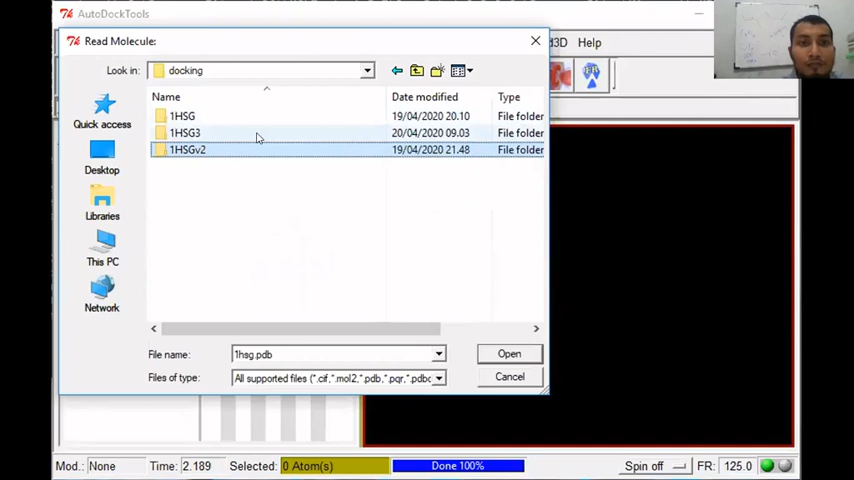 AutoDockTools
Read Molecule:
d3D Help
Look in: docking
Name Date modified Type
1HSG 19/04/2020 20.10 File folder
1HSG3 20/04/2020 09.03 File folder
1HSGv2 19/04/2020 21.48 File folder
Quick access
Desktop
Libraries
This PC
Network
File name: 1hsg.pdb Open
Files of type: All supported files (*.cif,*.mol2,*.pdb,*.pqr,*.pdbc Cancel
Mod.: None Time: 2.189 Selected: 0 Atom(s) Done 100% Spin off FR: 125.0